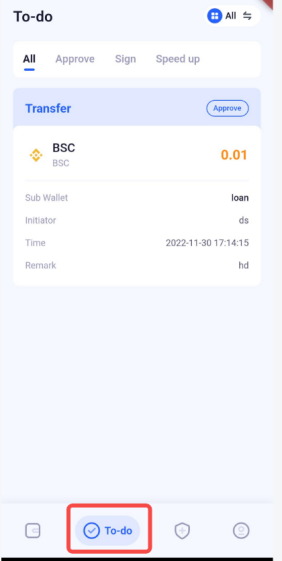 To-do All
All Approve Sign Speed up
Transfer Approve
BSC
BSC
0.01
Sub Wallet loan
Initiator ds
Time 2022-11-30 17:14:15
Remark hd
To-do